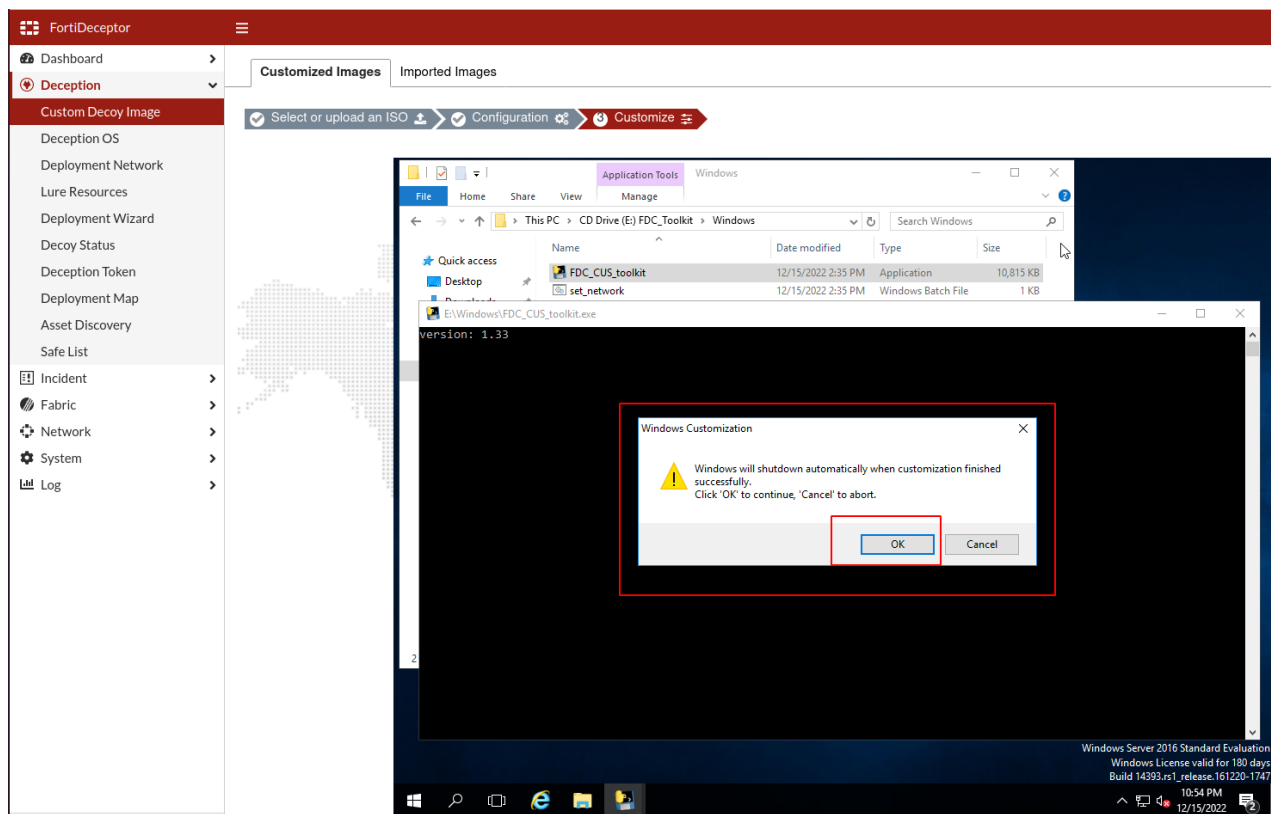 FortiDeceptor
Dashboard
Deception
Custom Decoy Image
Deception OS
Deployment Network
Lure Resources
Deployment Wizard
Decoy Status
Deception Token
Deployment Map
Asset Discovery
Safe List
Incident
Fabric
Network
System
Log
Customized Images
Imported Images
Select or upload an ISO
Configuration
3 Customize
Application Tools
Windows
File
Home
Share
View
Manage
This PC > CD Drive (E:) FDC_Toolkit > Windows
Search Windows
Quick access
Desktop
Name
Date modified
Type
Size
FDC_CUS_toolkit
12/15/2022 2:35 PM
Application
10,815 KB
set_network
12/15/2022 2:35 PM
Windows Batch File
1 KB
E:\Windows\FDC_CUS_toolkit.exe
version: 1.33
Windows Customization
Windows will shutdown automatically when customization finished
successfully.
Click 'OK' to continue, 'Cancel' to abort.
OK
Cancel
2
Windows Server 2016 Standard Evaluation
Windows License valid for 180 days
Build 14393.rs1_release.161220-1747
10:54 PM
12/15/2022
2